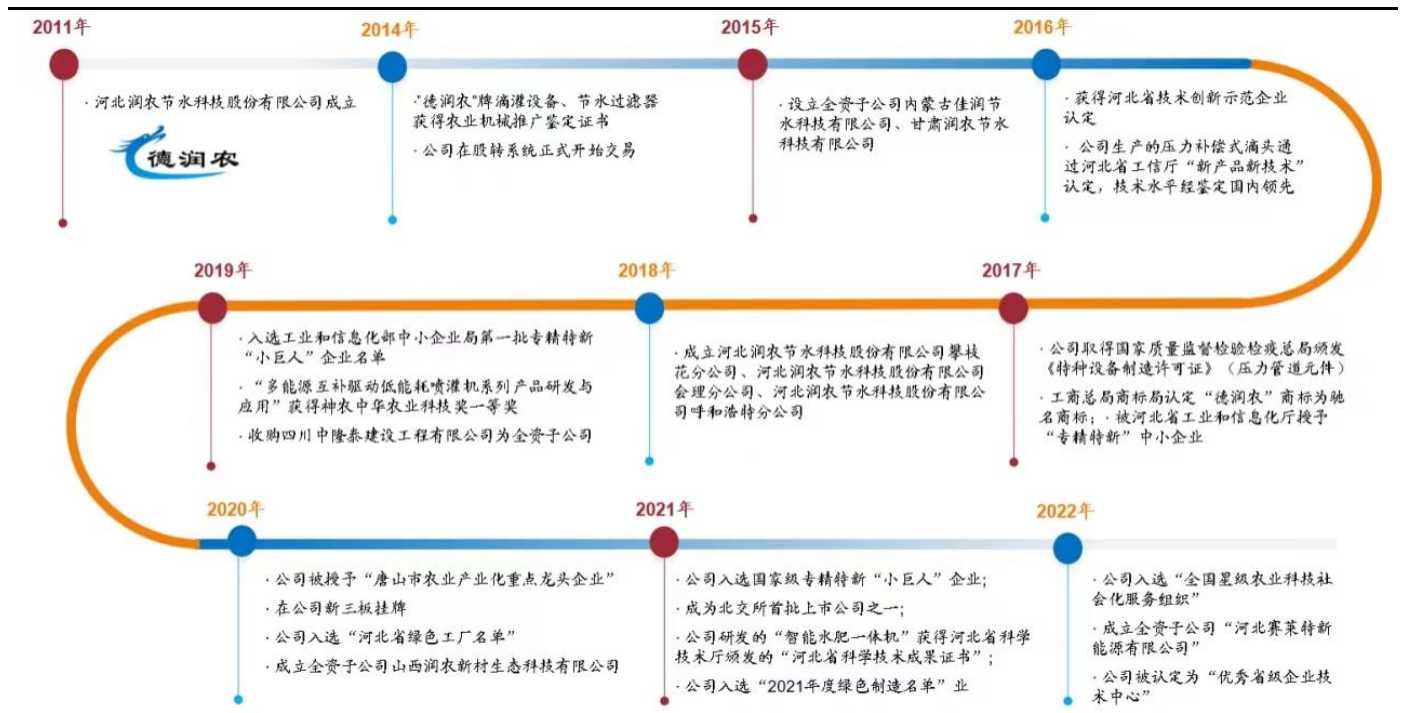 2011年
· 河北润农节水科技股份有限公司成立
德润农
2014年
·"德润农"牌滴灌设备、节水过滤器
获得农业机械推广鉴定证书
· 公司在股转系统正式开始交易
2015年
· 设立全资子公司内蒙古佳润节
水科技有限公司、甘肃润农节水
科技有限公司
2016年
· 获得河北省技术创新示范企业
认定
· 公司生产的压力补偿式滴头通
过河北省工信厅“新产品新技术”
认定，技术水平经鉴定国内领先
2017年
· 公司取得国家质量监督检验检疫总局颁发
《特种设备制造许可证》（压力管道元件）
· 工商总局商标局认定“德润农”商标为驰
名商标；· 被河北省工业和信息化厅授予
“专精特新”中小企业
2018年
· 成立河北润农节水科技股份有限公司攀枝
花分公司、河北润农节水科技股份有限公司
会理分公司、河北润农节水科技股份有限公
司呼和浩特分公司
2019年
· 入选工业和信息化部中小企业局第一批专精特新
“小巨人”企业名单
· “多能源互补驱动低能耗喷灌机系列产品研发与
应用”获得神农中华农业科技奖一等奖
· 收购四川中隆泰建设工程有限公司为全资子公司
2020年
· 公司被授予“唐山市农业产业化重点龙头企业”
· 在公司新三板挂牌
· 公司入选“河北省绿色工厂名单”
· 成立全资子公司山西润农新村生态科技有限公司
2021年
· 公司入选国家级专精特新“小巨人”企业；
· 成为北交所首批上市公司之一；
· 公司研发的“智能水肥一体机”获得河北省科学
技术厅颁发的“河北省科学技术成果证书”；
· 公司入选“2021年度绿色制造名单”业
2022年
· 公司入选“全国星级农业科技社
会化服务组织”
· 成立全资子公司“河北赛莱特新
能源有限公司”
· 公司被认定为“优秀省级企业技
术中心”